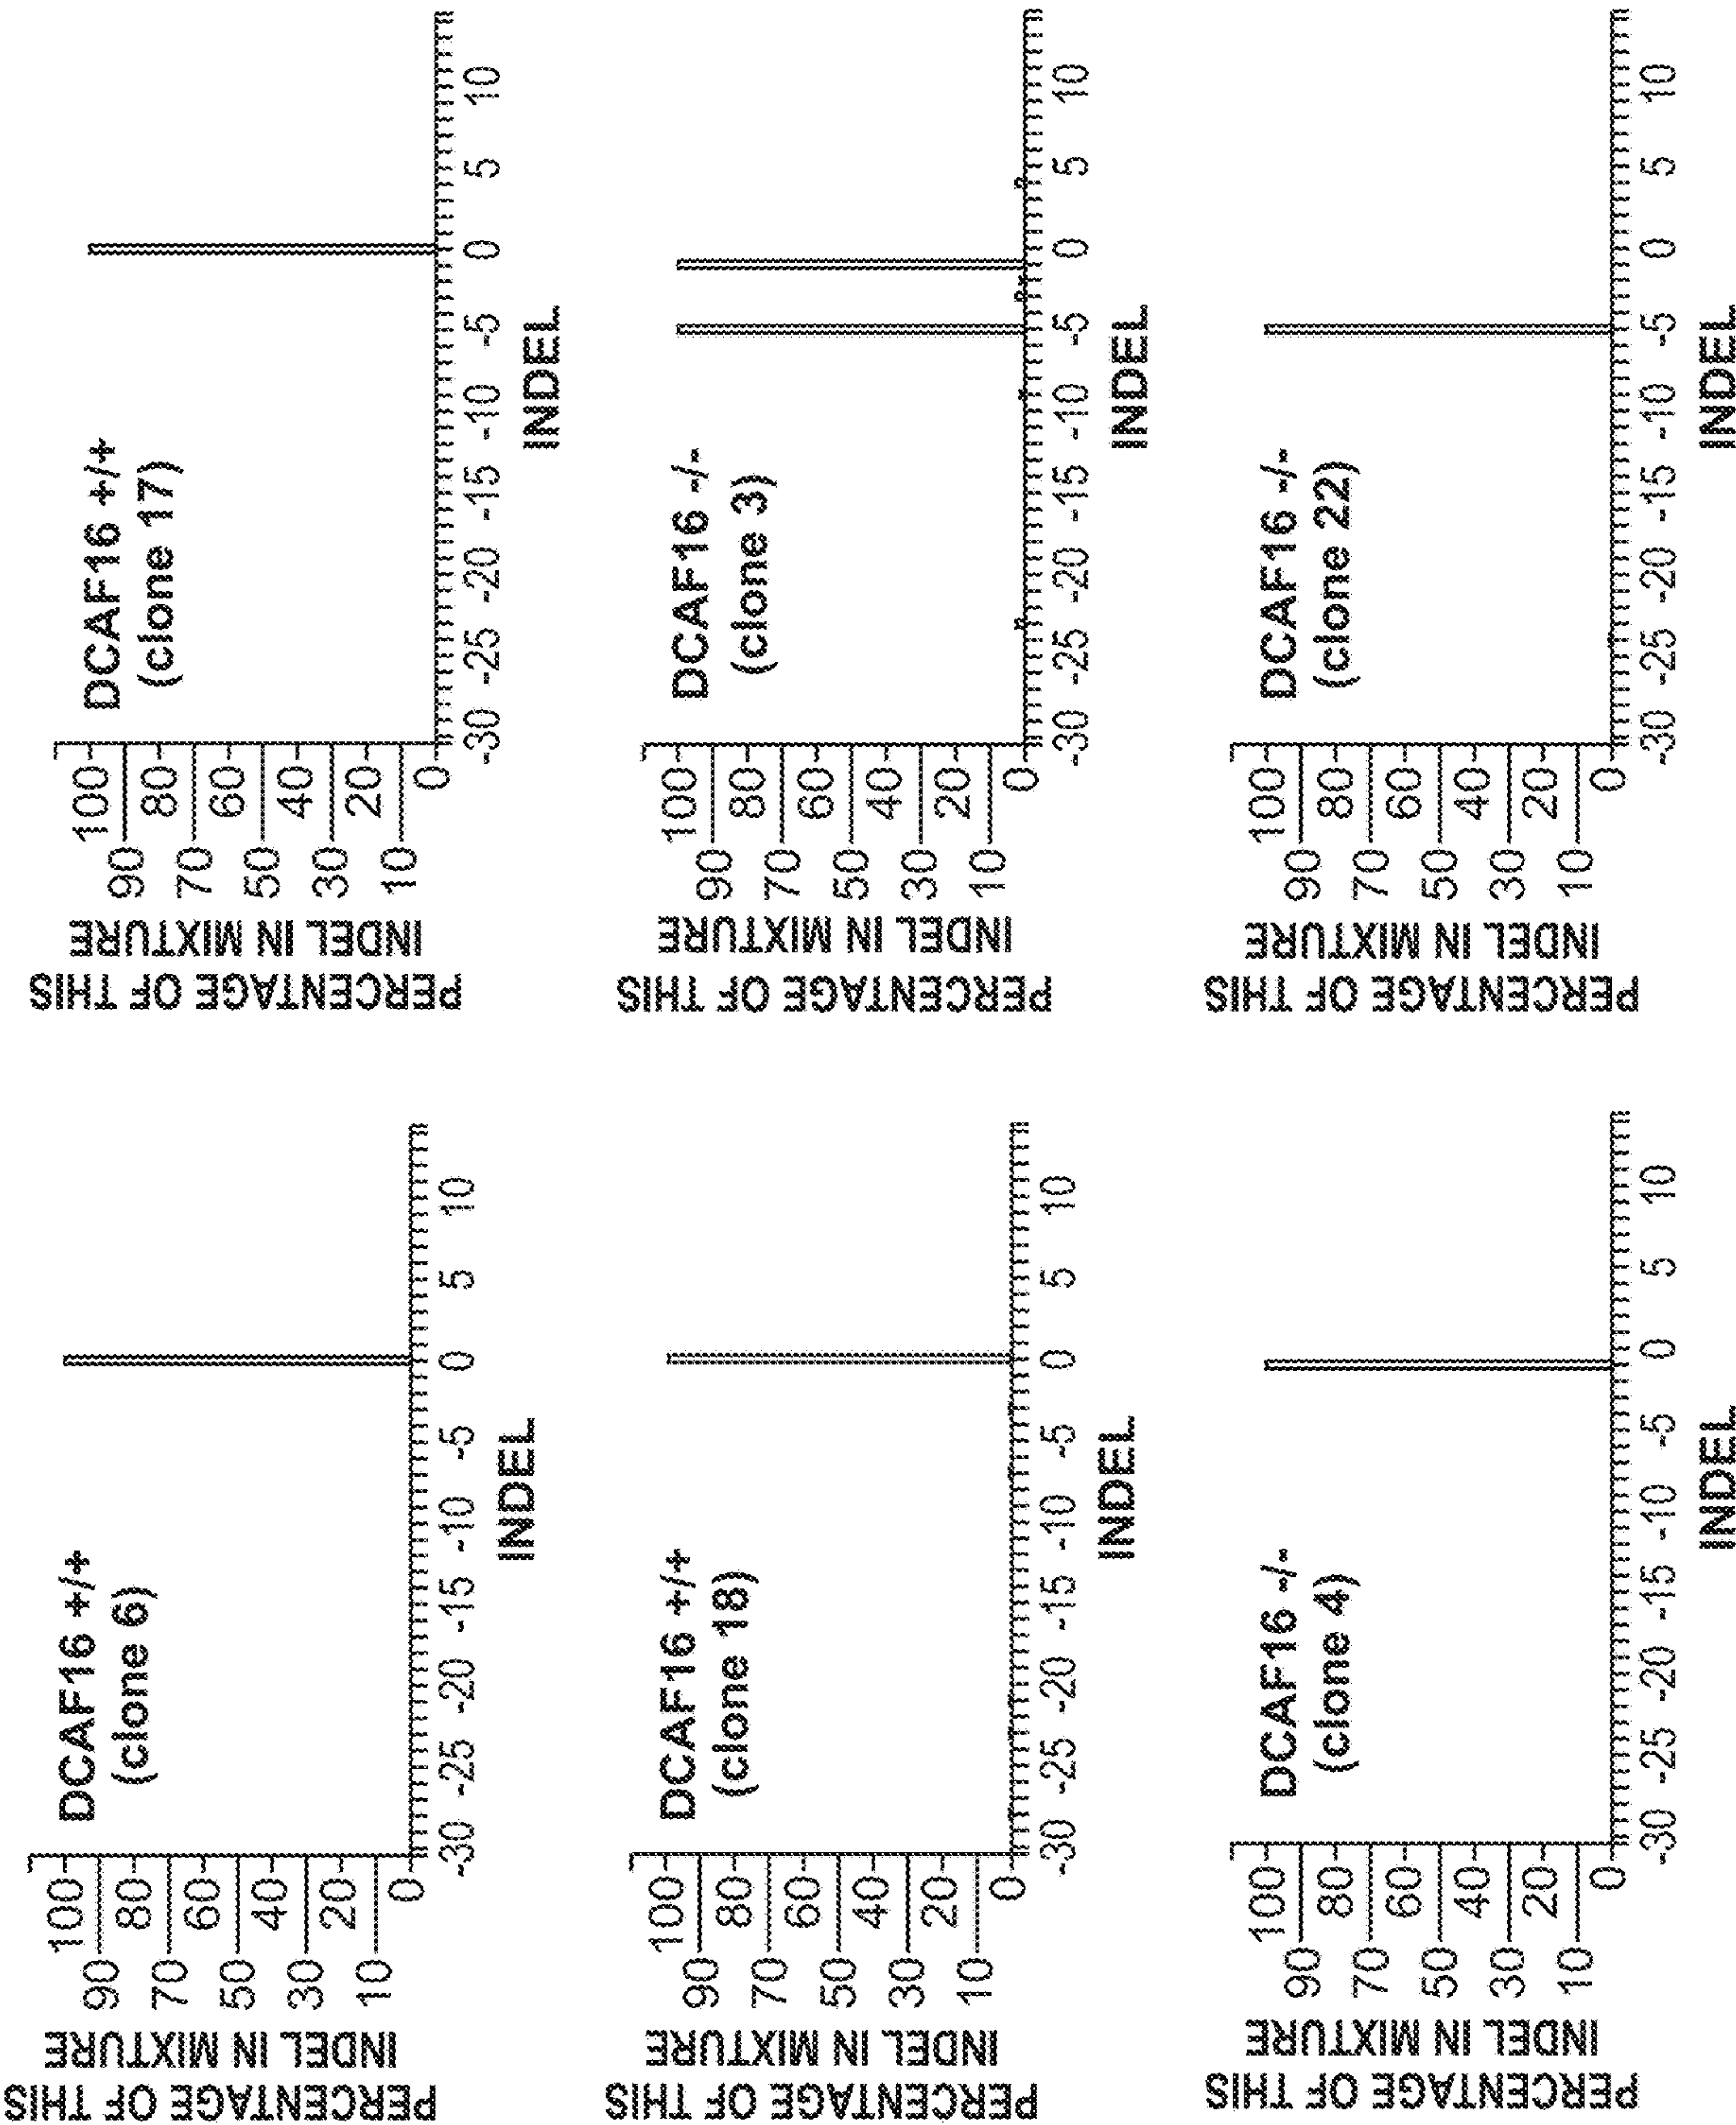 PERCENTAGE OF THIS
INDEL IN MIXTURE
100
90
80
70
60
50
40
30
20
10
0
DCAF16 +/+
(clone 6)
-30 -25 -20 -15 -10 -5 0 5 10
INDEL
PERCENTAGE OF THIS
INDEL IN MIXTURE
100
90
80
70
60
50
40
30
20
10
0
DCAF16 +/+
(clone 17)
-30 -25 -20 -15 -10 -5 0 5 10
INDEL
PERCENTAGE OF THIS
INDEL IN MIXTURE
100
90
80
70
60
50
40
30
20
10
0
DCAF16 +/+
(clone 18)
-30 -25 -20 -15 -10 -5 0 5 10
INDEL
PERCENTAGE OF THIS
INDEL IN MIXTURE
100
90
80
70
60
50
40
30
20
10
0
DCAF16 -/-
(clone 3)
-30 -25 -20 -15 -10 -5 0 5 10
INDEL
PERCENTAGE OF THIS
INDEL IN MIXTURE
100
90
80
70
60
50
40
30
20
10
0
DCAF16 -/-
(clone 4)
-30 -25 -20 -15 -10 -5 0 5 10
INDEL
PERCENTAGE OF THIS
INDEL IN MIXTURE
100
90
80
70
60
50
40
30
20
10
0
DCAF16 -/-
(clone 22)
-30 -25 -20 -15 -10 -5 0 5 10
INDEL